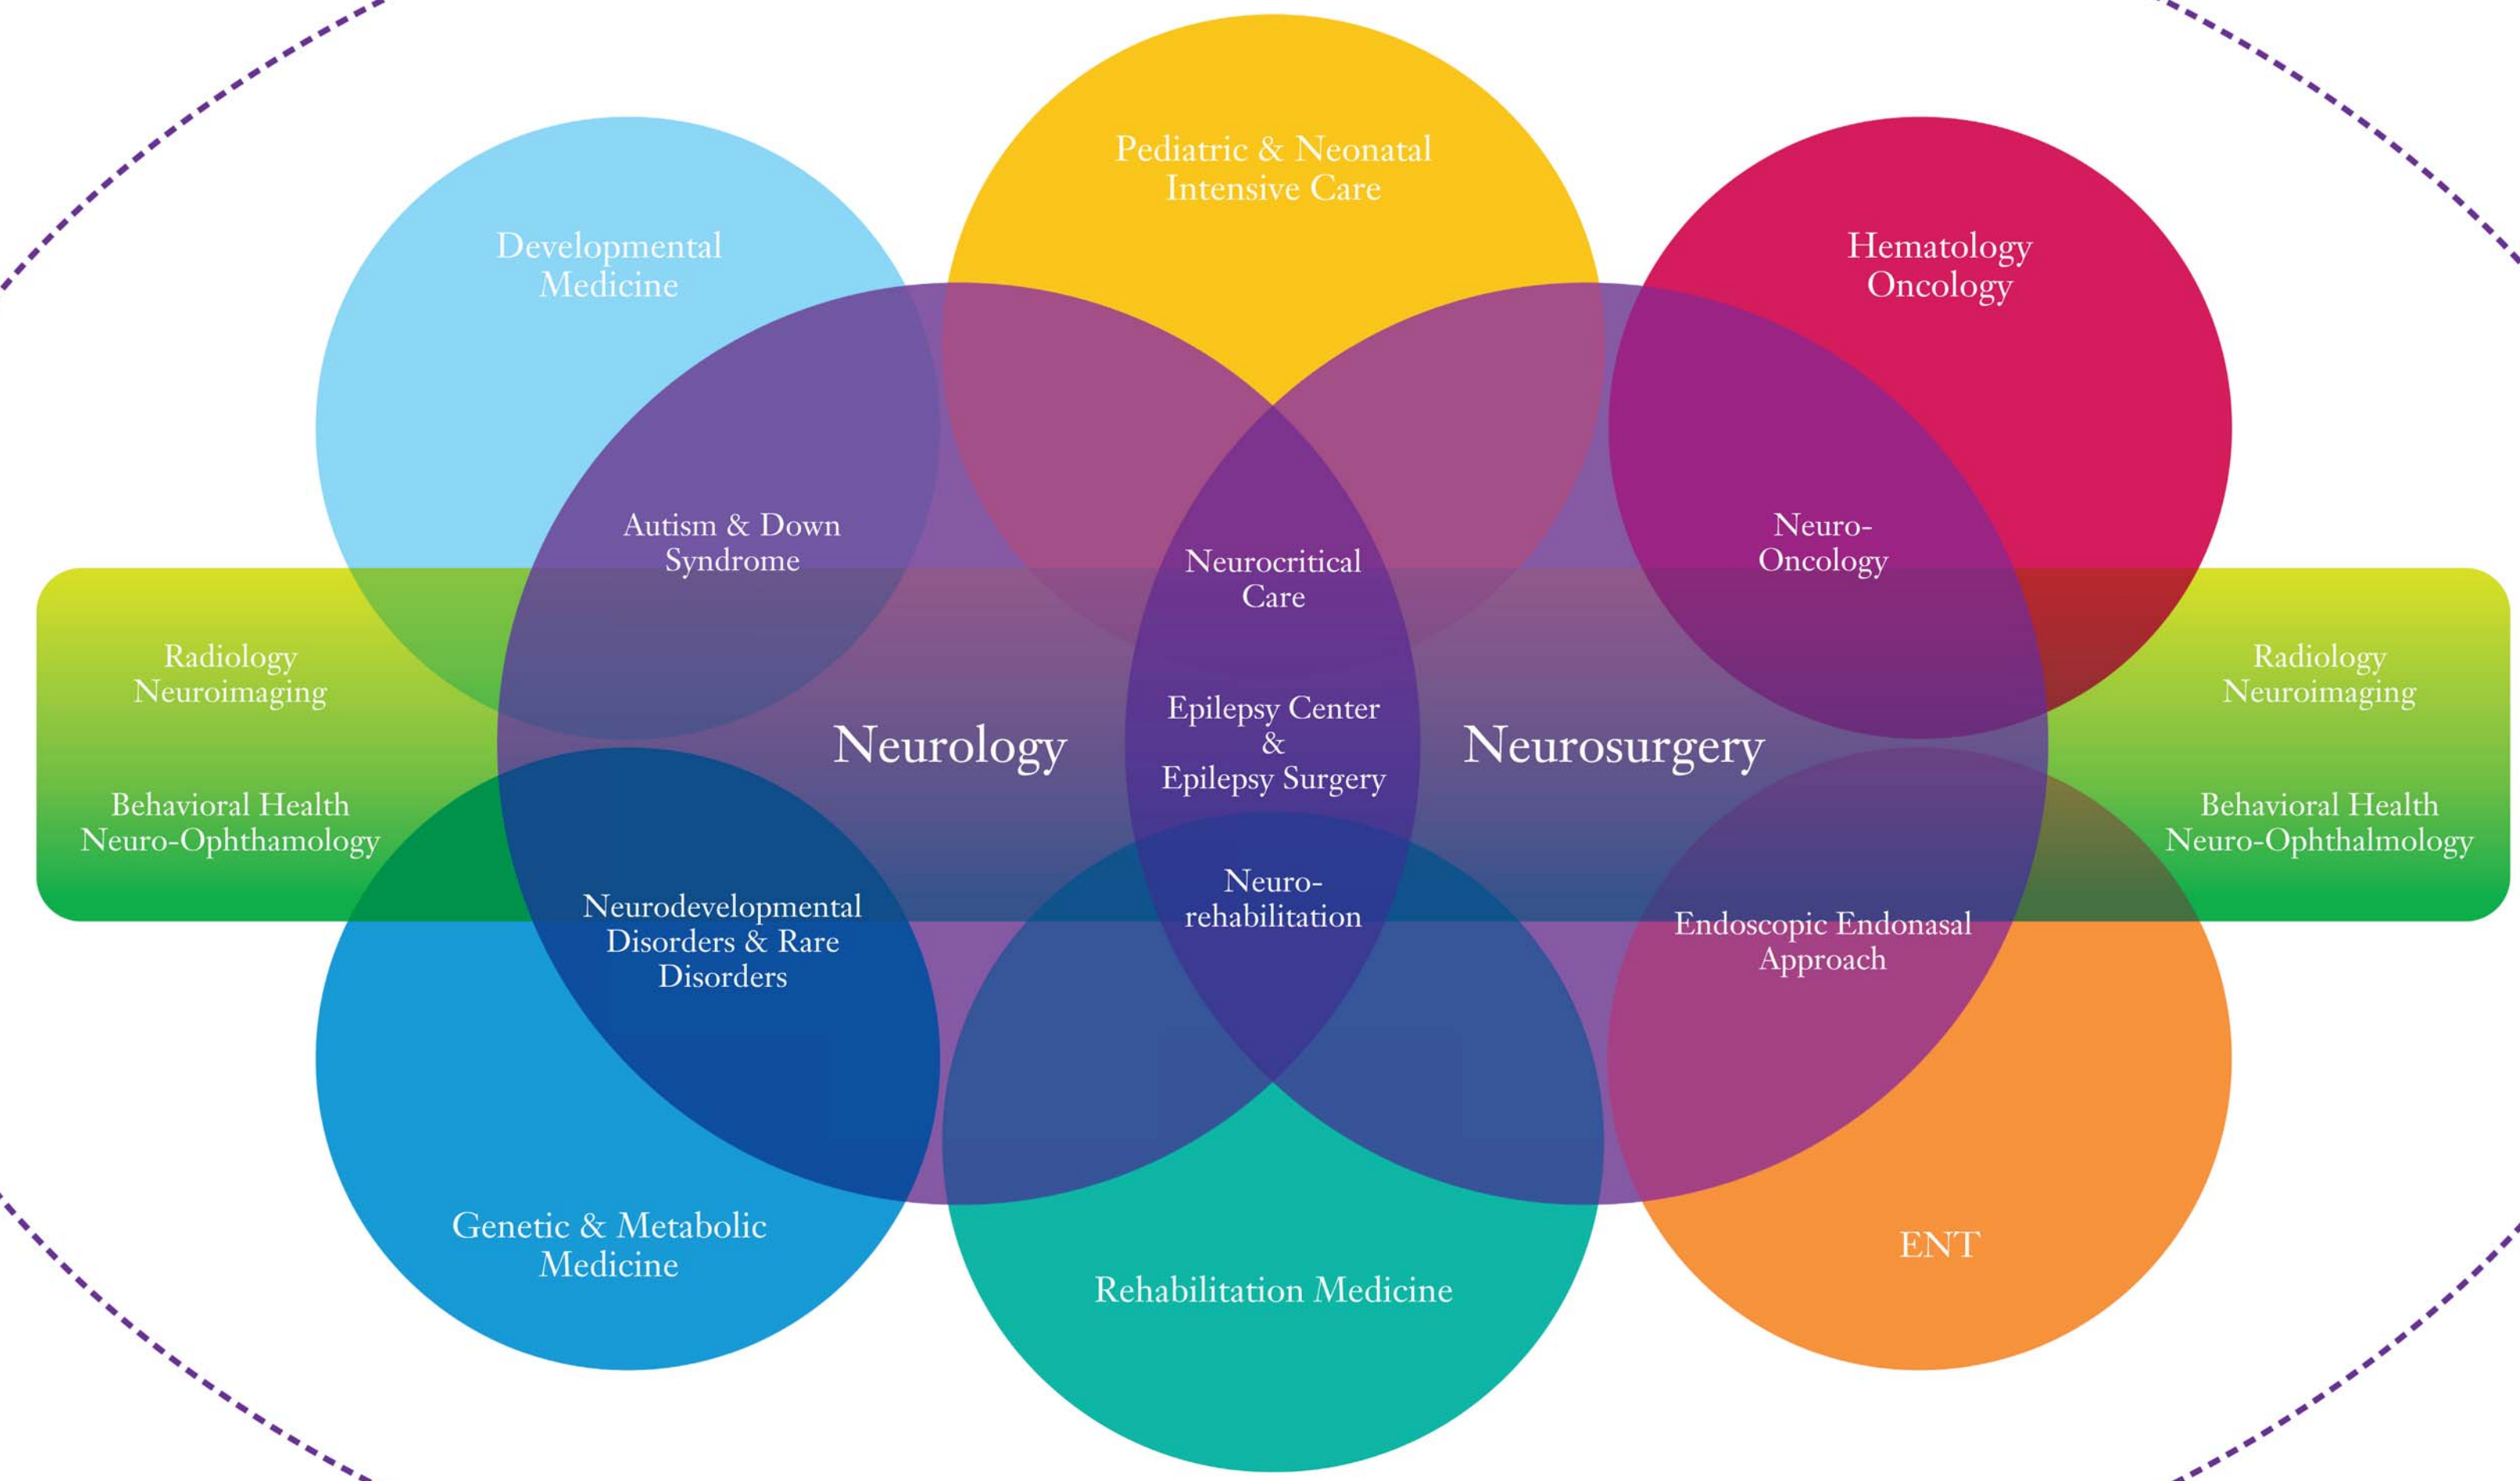 Pediatric & Neonatal
Intensive Care
Developmental
Medicine
Hematology
Oncology
Autism & Down
Syndrome
Neurocritical
Care
Neuro-
Oncology
Radiology
Neuroimaging
Behavioral Health
Neuro-Ophthamology
Neurology
Epilepsy Center
&
Epilepsy Surgery
Neurosurgery
Radiology
Neuroimaging
Behavioral Health
Neuro-Ophthalmology
Neurodevelopmental
Disorders & Rare
Disorders
Neuro-
rehabilitation
Endoscopic Endonasal
Approach
Genetic & Metabolic
Medicine
Rehabilitation Medicine
ENT